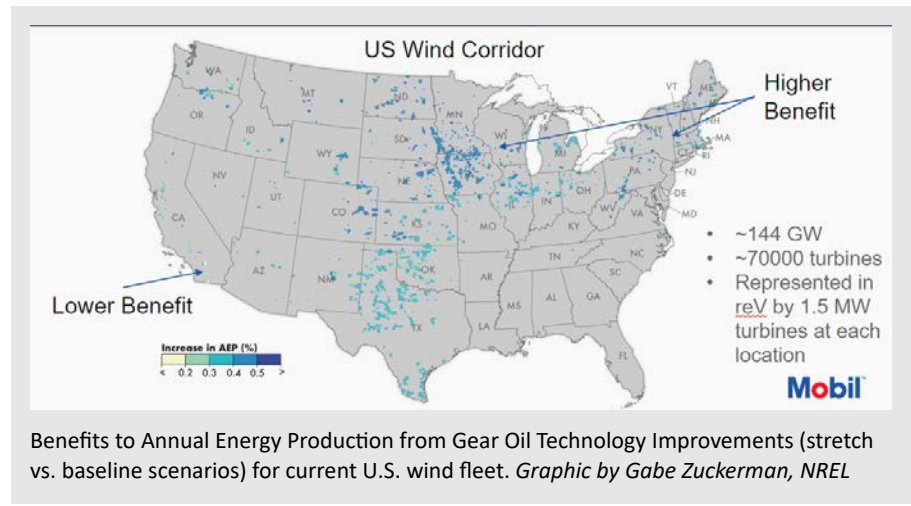 US Wind Corridor
Higher
Benefit
WA
MT
ND
MN
VT
ME
OR
ID
SD
WI
MI
NY
NH
MA
CT
RI
WY
NE
IA
PA
NJ
NV
UT
CO
KS
MO
IL
IN
OH
WV
VA
DE
MD
KY
CA
AZ
NM
OK
AR
TN
NC
SC
MS
AL
GA
TX
LA
FL
Lower Benefit
• ~144 GW
• ~70000 turbines
• Represented in
reV by 1.5 MW
turbines at each
location
Increase in AEP (%)
< 0.2 0.3 0.4 0.5 >
Mobil™
Benefits to Annual Energy Production from Gear Oil Technology Improvements (stretch
vs. baseline scenarios) for current U.S. wind fleet. Graphic by Gabe Zuckerman, NREL